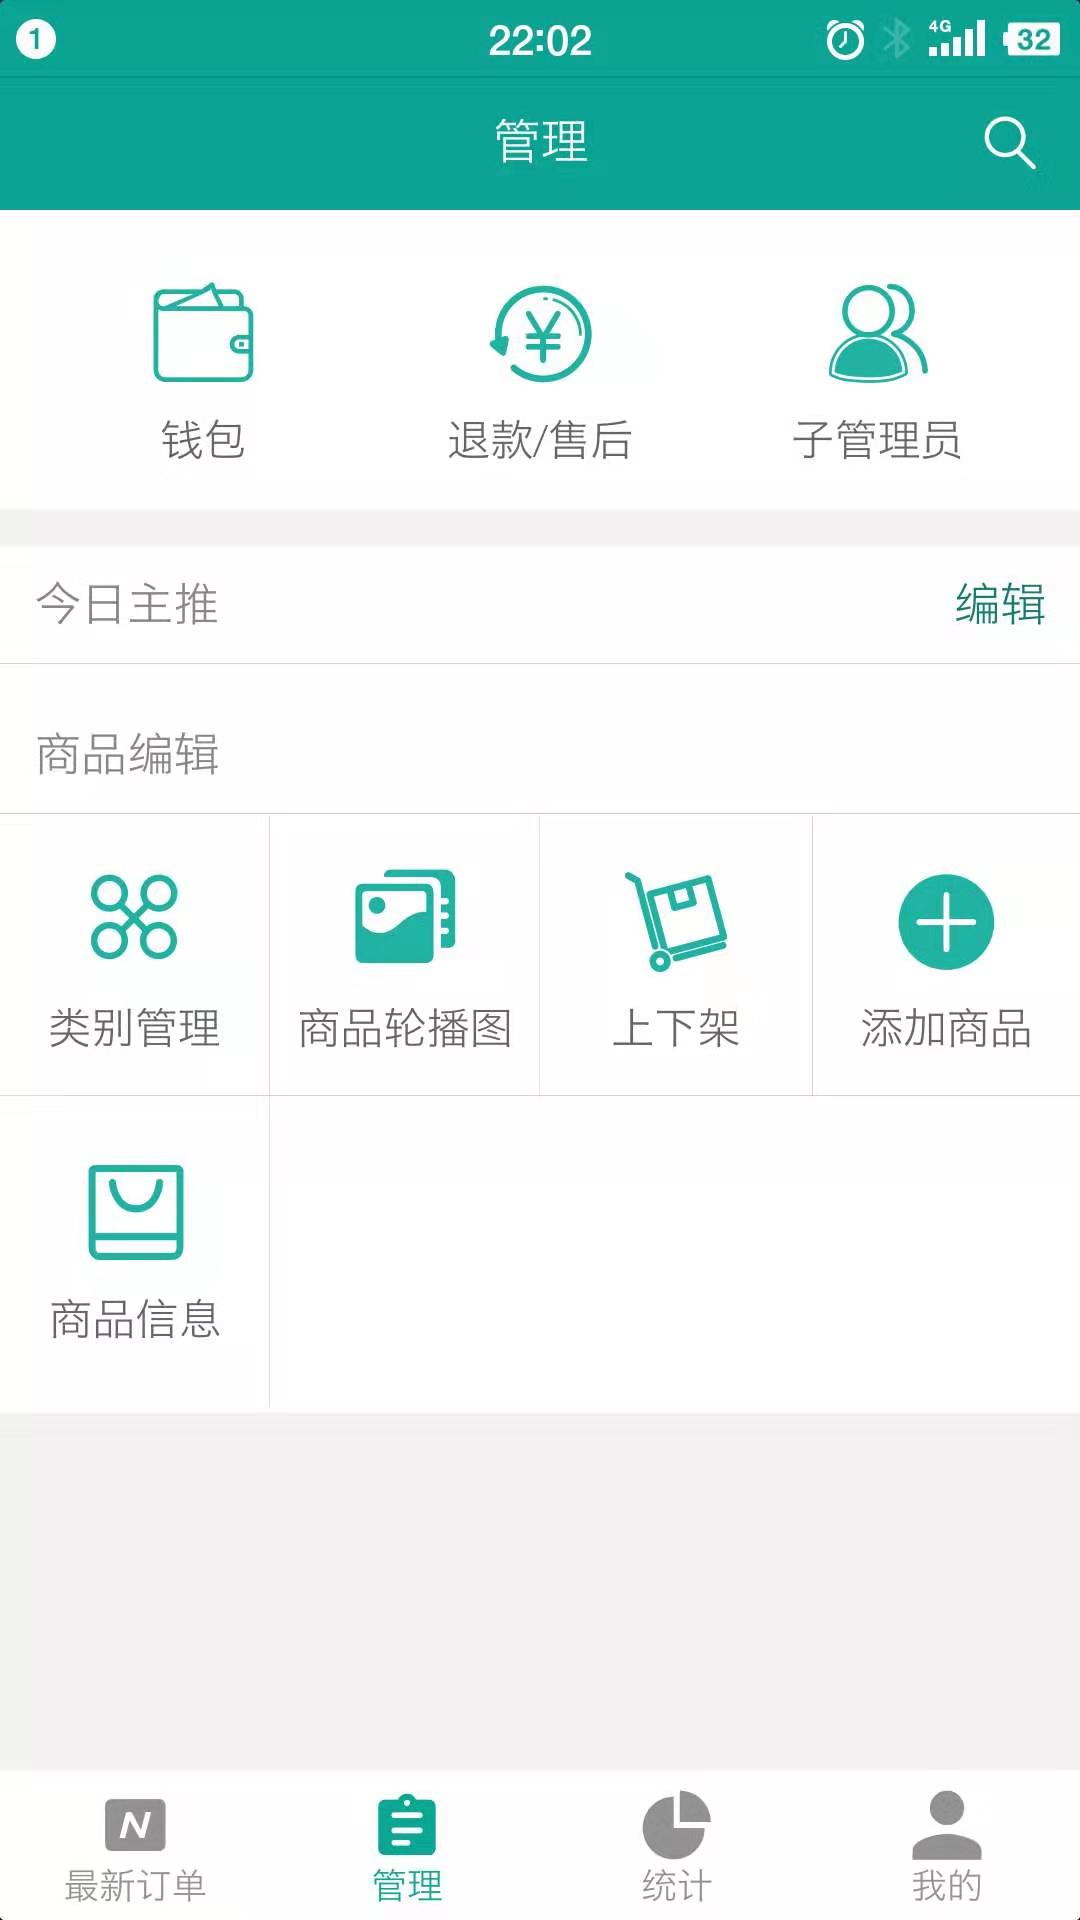 1
22:02
4G
32
管理
钱包
退款/售后
子管理员
今日主推
编辑
商品编辑
类别管理
商品轮播图
上下架
添加商品
商品信息
N
最新订单
管理
统计
我的